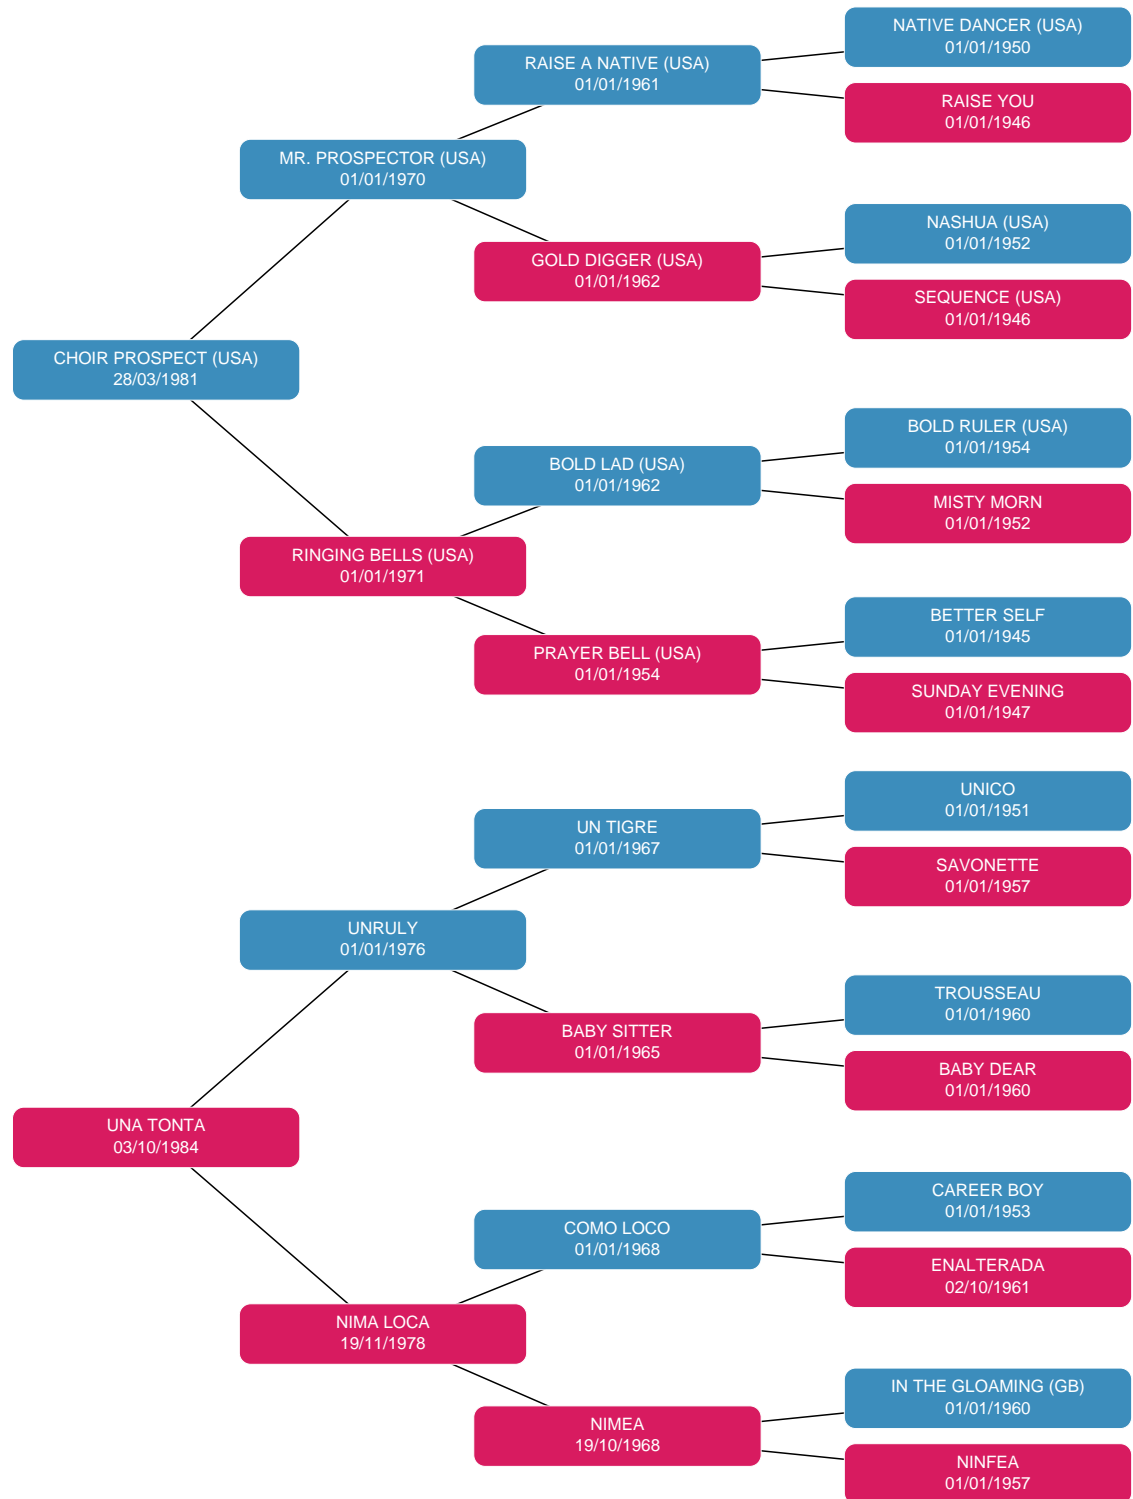 NATIVE DANCER (USA)
01/01/1950
RAISE A NATIVE (USA)
01/01/1961
RAISE YOU
01/01/1946
MR. PROSPECTOR (USA)
01/01/1970
NASHUA (USA)
01/01/1952
GOLD DIGGER (USA)
01/01/1962
SEQUENCE (USA)
01/01/1946
CHOIR PROSPECT (USA)
28/03/1981
BOLD RULER (USA)
01/01/1954
BOLD LAD (USA)
01/01/1962
MISTY MORN
01/01/1952
RINGING BELLS (USA)
01/01/1971
BETTER SELF
01/01/1945
PRAYER BELL (USA)
01/01/1954
SUNDAY EVENING
01/01/1947
UNICO
01/01/1951
UN TIGRE
01/01/1967
SAVONETTE
01/01/1957
UNRULY
01/01/1976
TROUSSEAU
01/01/1960
BABY SITTER
01/01/1965
BABY DEAR
01/01/1960
UNA TONTA
03/10/1984
CAREER BOY
01/01/1953
COMO LOCO
01/01/1968
ENALTERADA
02/10/1961
NIMA LOCA
19/11/1978
IN THE GLOAMING (GB)
01/01/1960
NIMEA
19/10/1968
NINFEA
01/01/1957